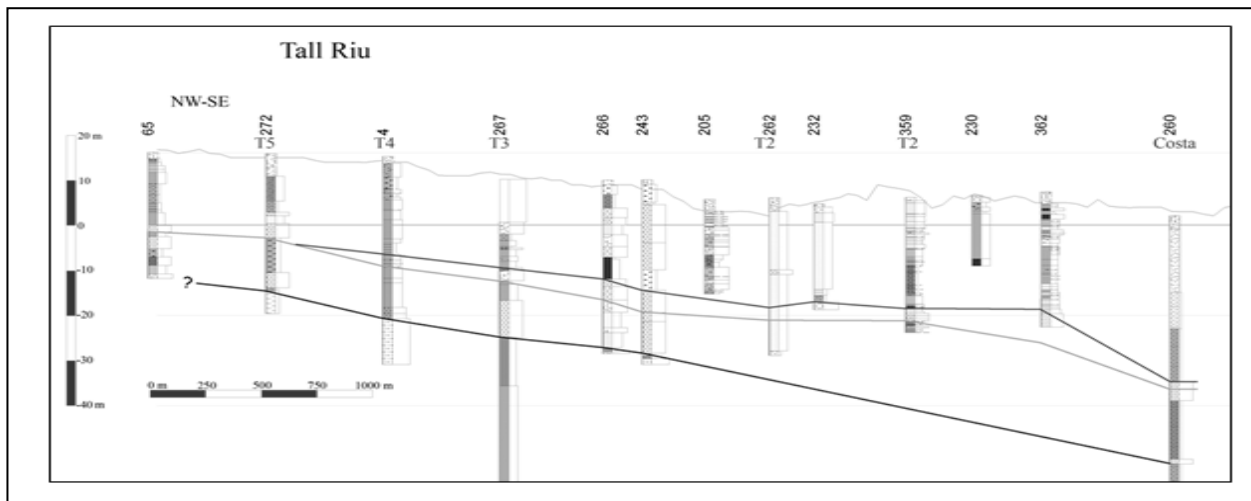 Tall Riu
NW-SE
65 272 4 267 266 243 205 262 232 359 230 362 260
T5 T4 T3 T2 T2 Costa
20 m
10
0
-10
?
-20
-30
0 m 250 500 750 1000 m
-40 m